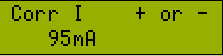 Corr I + or -
95mA